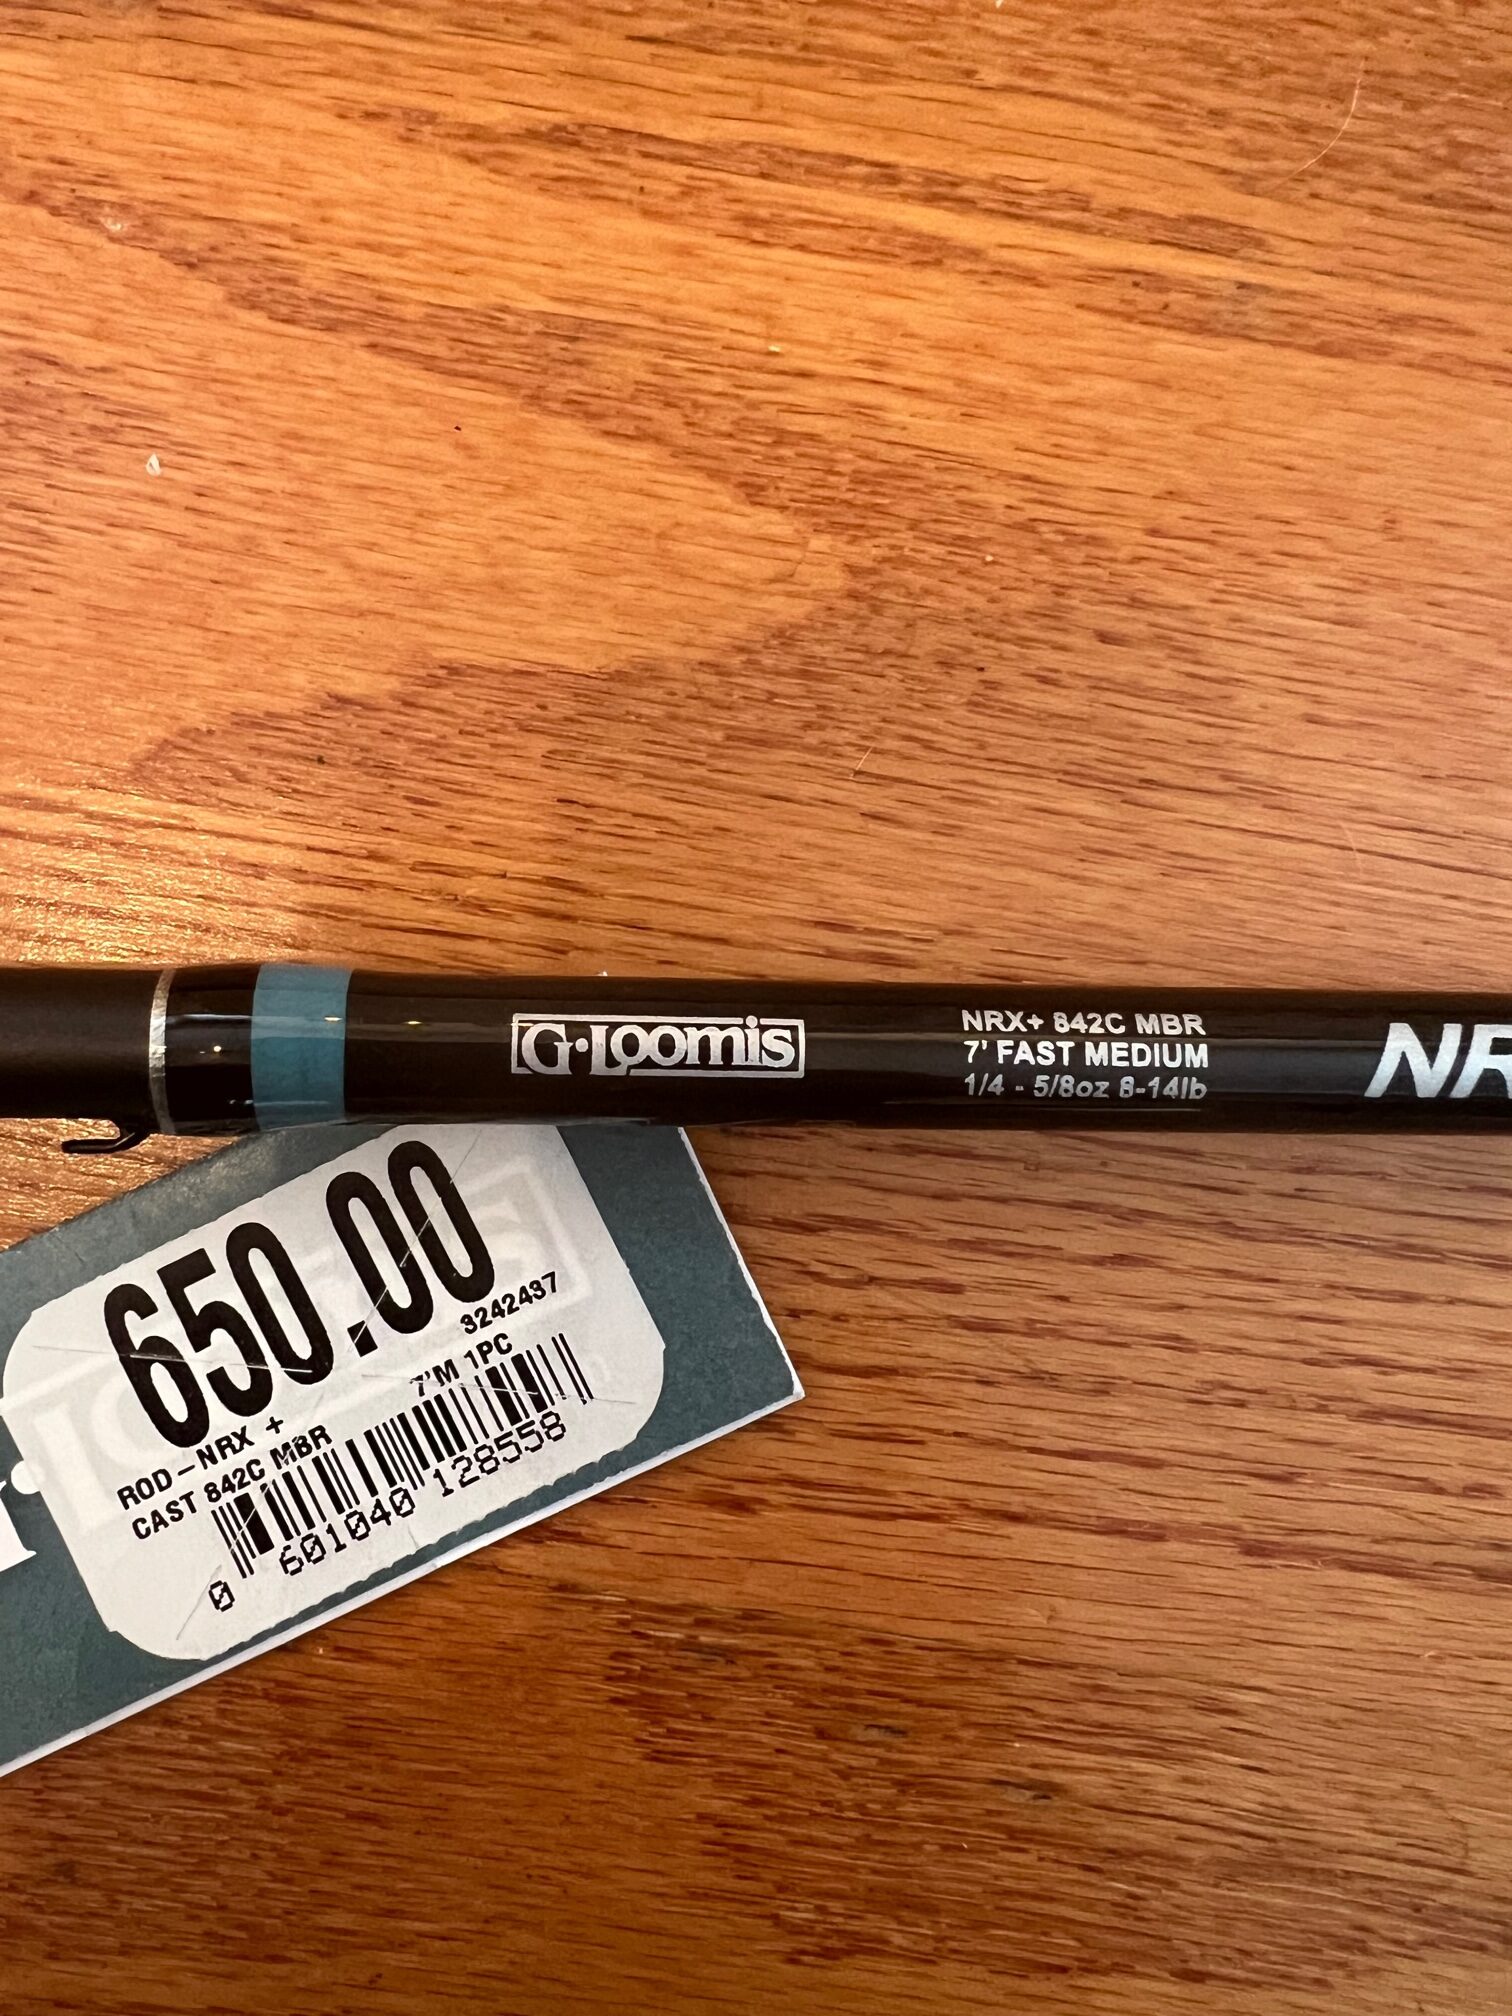 G·Loomis
NRX+ 842C MBR
7' FAST MEDIUM
1/4 - 5/8oz 8-14lb
NR
650.00
3242437
ROD-NRX +
7'M 1PC
CAST 842C MBR
0 601040 128558